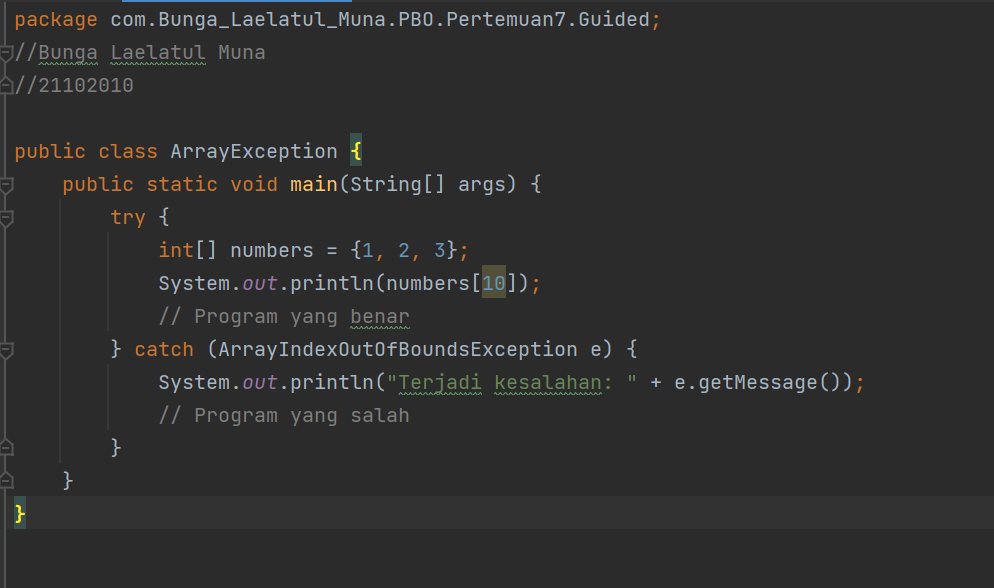 package com.Bunga_Laelatul_Muna.PBO.Pertemuan7.Guided;
//Bunga Laelatul Muna
//21102010

public class ArrayException {
    public static void main(String[] args) {
        try {
            int[] numbers = {1, 2, 3};
            System.out.println(numbers[10]);
            // Program yang benar
        } catch (ArrayIndexOutOfBoundsException e) {
            System.out.println("Terjadi kesalahan: " + e.getMessage());
            // Program yang salah
        }
    }
}